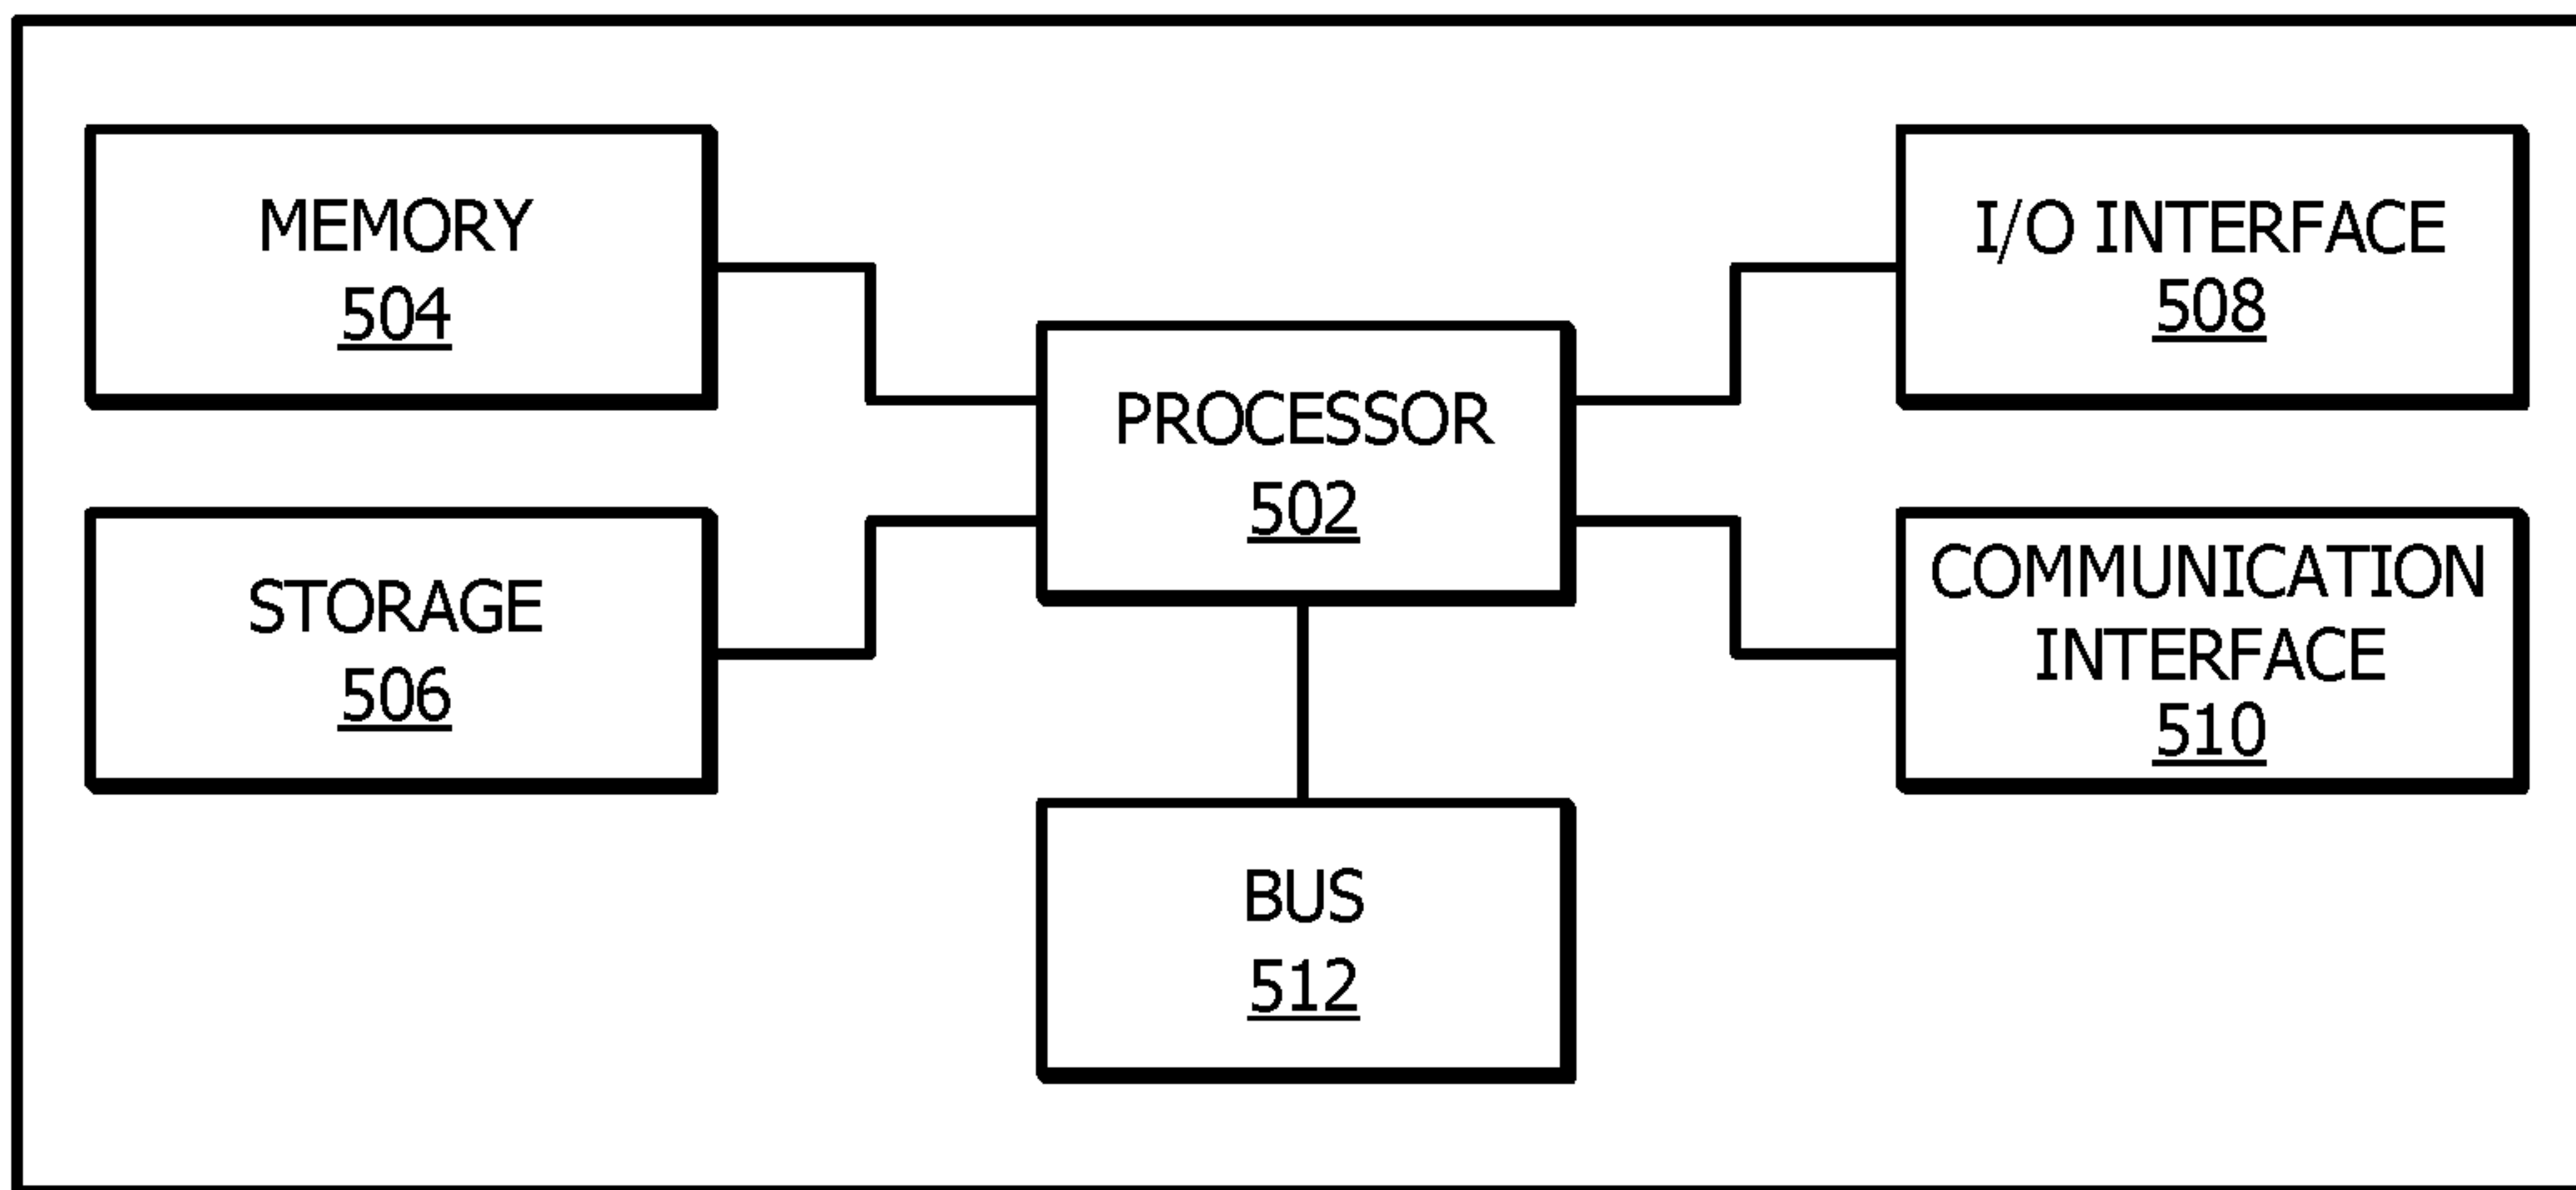 MEMORY
504
I/O INTERFACE
508
PROCESSOR
502
STORAGE
506
COMMUNICATION
INTERFACE
510
BUS
512